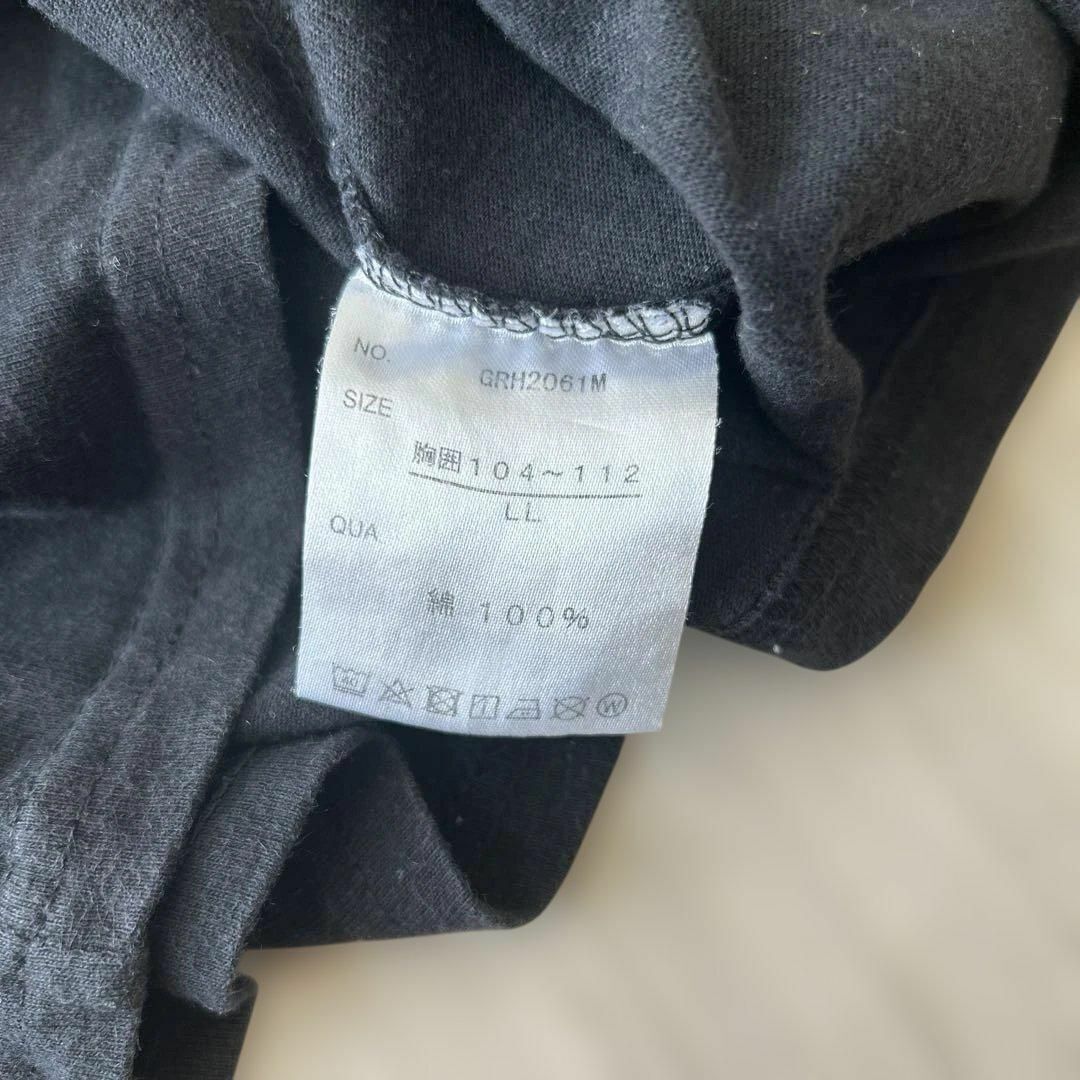 NO. GRH2061M
SIZE
胸囲104~112
LL
QUA
綿 100%
W